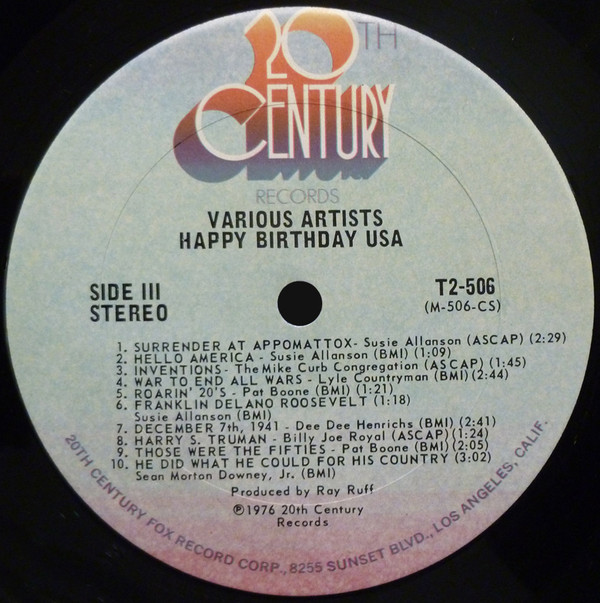 20TH
CENTURY
RECORDS
VARIOUS ARTISTS
HAPPY BIRTHDAY USA
SIDE III
STEREO
T2-506
(M-506-CS)
1. SURRENDER AT APPOMATTOX- Susie Allanson (ASCAP) (2:29)
2. HELLO AMERICA - Susie Allanson (BMI) (1:09)
3. INVENTIONS- The Mike Curb Congregation (ASCAP) (1:45)
4. WAR TO END ALL WARS - Lyle Countryman (BMI) (2:44)
5. ROARIN' 20'S - Pat Boone (BMI) (1:21)
6. FRANKLIN DELANO ROOSEVELT (1:18)
Susie Allanson (BMI)
7. DECEMBER 7th, 1941 - Dee Dee Henrichs (BMI) (2:41)
8. HARRY S. TRUMAN - Billy Joe Royal (ASCAP) (1:24)
9. THOSE WERE THE FIFTIES - Pat Boone (BMI) (2:05)
10. HE DID WHAT HE COULD FOR HIS COUNTRY (3:02)
Sean Morton Downey, Jr. (BMI)
Produced by Ray Ruff
℗1976 20th Century
Records
20TH CENTURY FOX RECORD CORP., 8255 SUNSET BLVD., LOS ANGELES, CALIF.